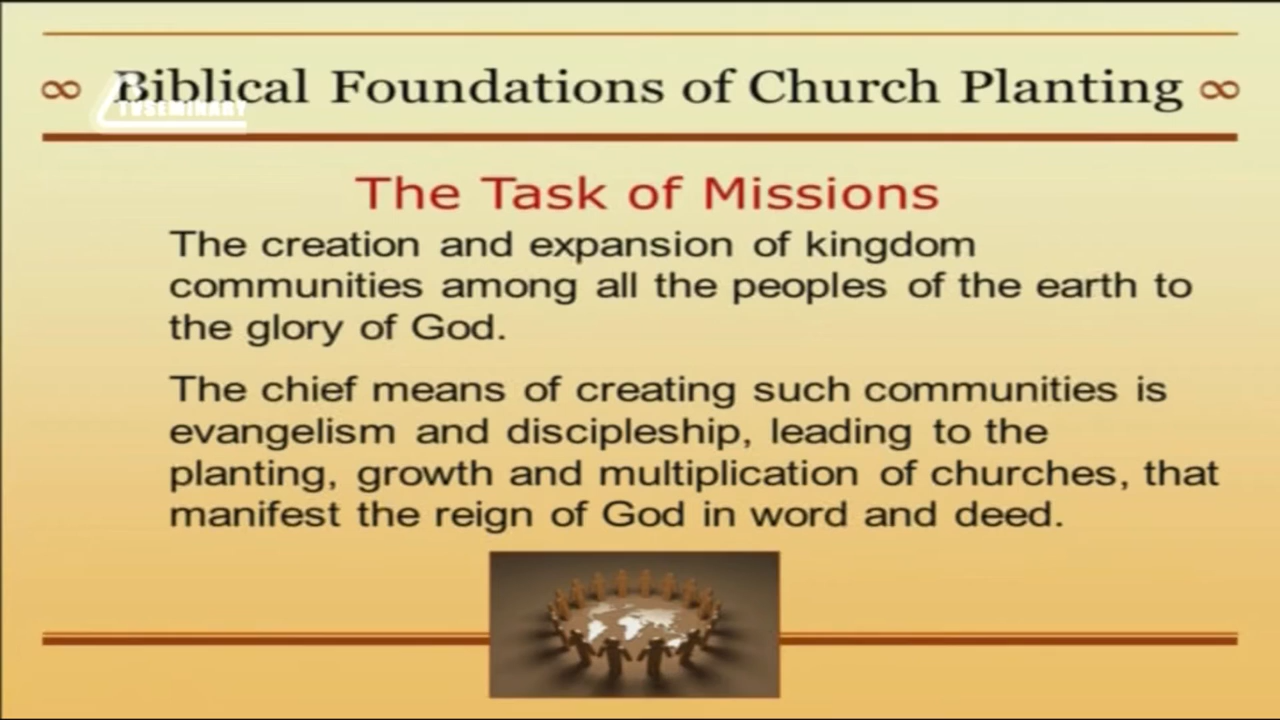 ∞ Biblical Foundations of Church Planting ∞
TVSEMINARY
The Task of Missions
The creation and expansion of kingdom
communities among all the peoples of the earth to
the glory of God.
The chief means of creating such communities is
evangelism and discipleship, leading to the
planting, growth and multiplication of churches, that
manifest the reign of God in word and deed.